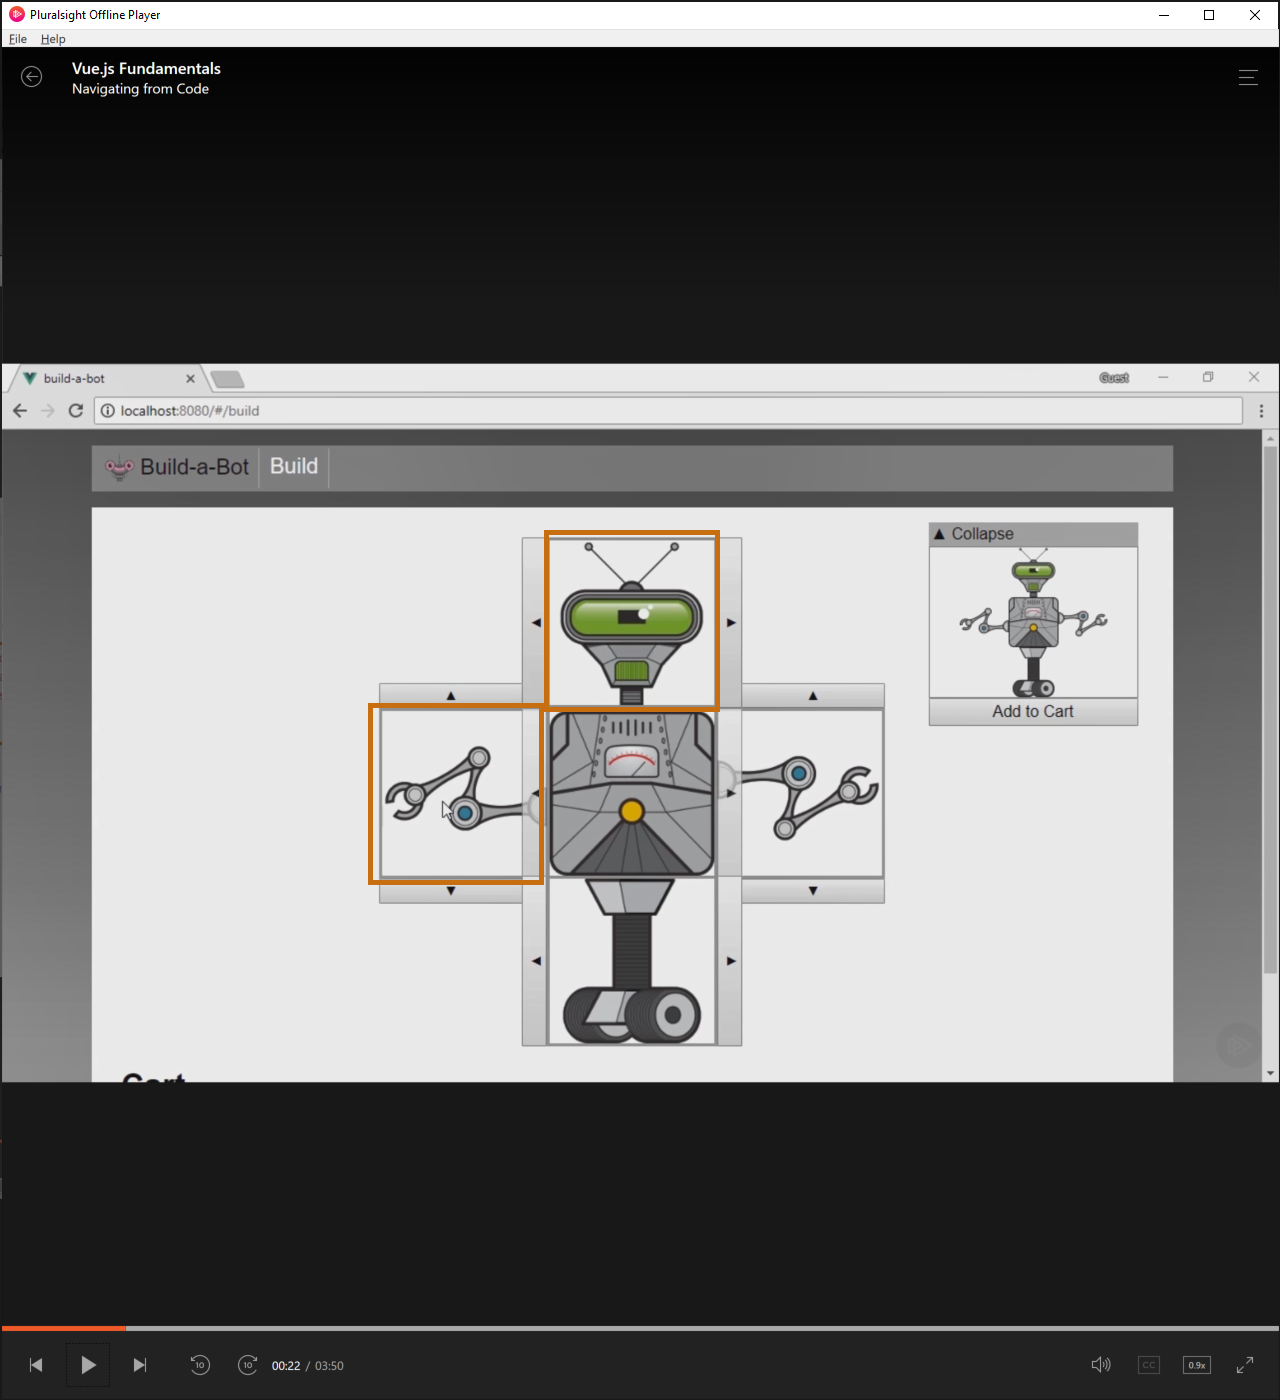 Pluralsight Offline Player
File Help
Vue.js Fundamentals
Navigating from Code
build-a-bot
Guest
localhost:8080/#/build
Build-a-Bot Build
▲ Collapse
Add to Cart
Cart
10 10 00:22 / 03:50 CC 0.9x